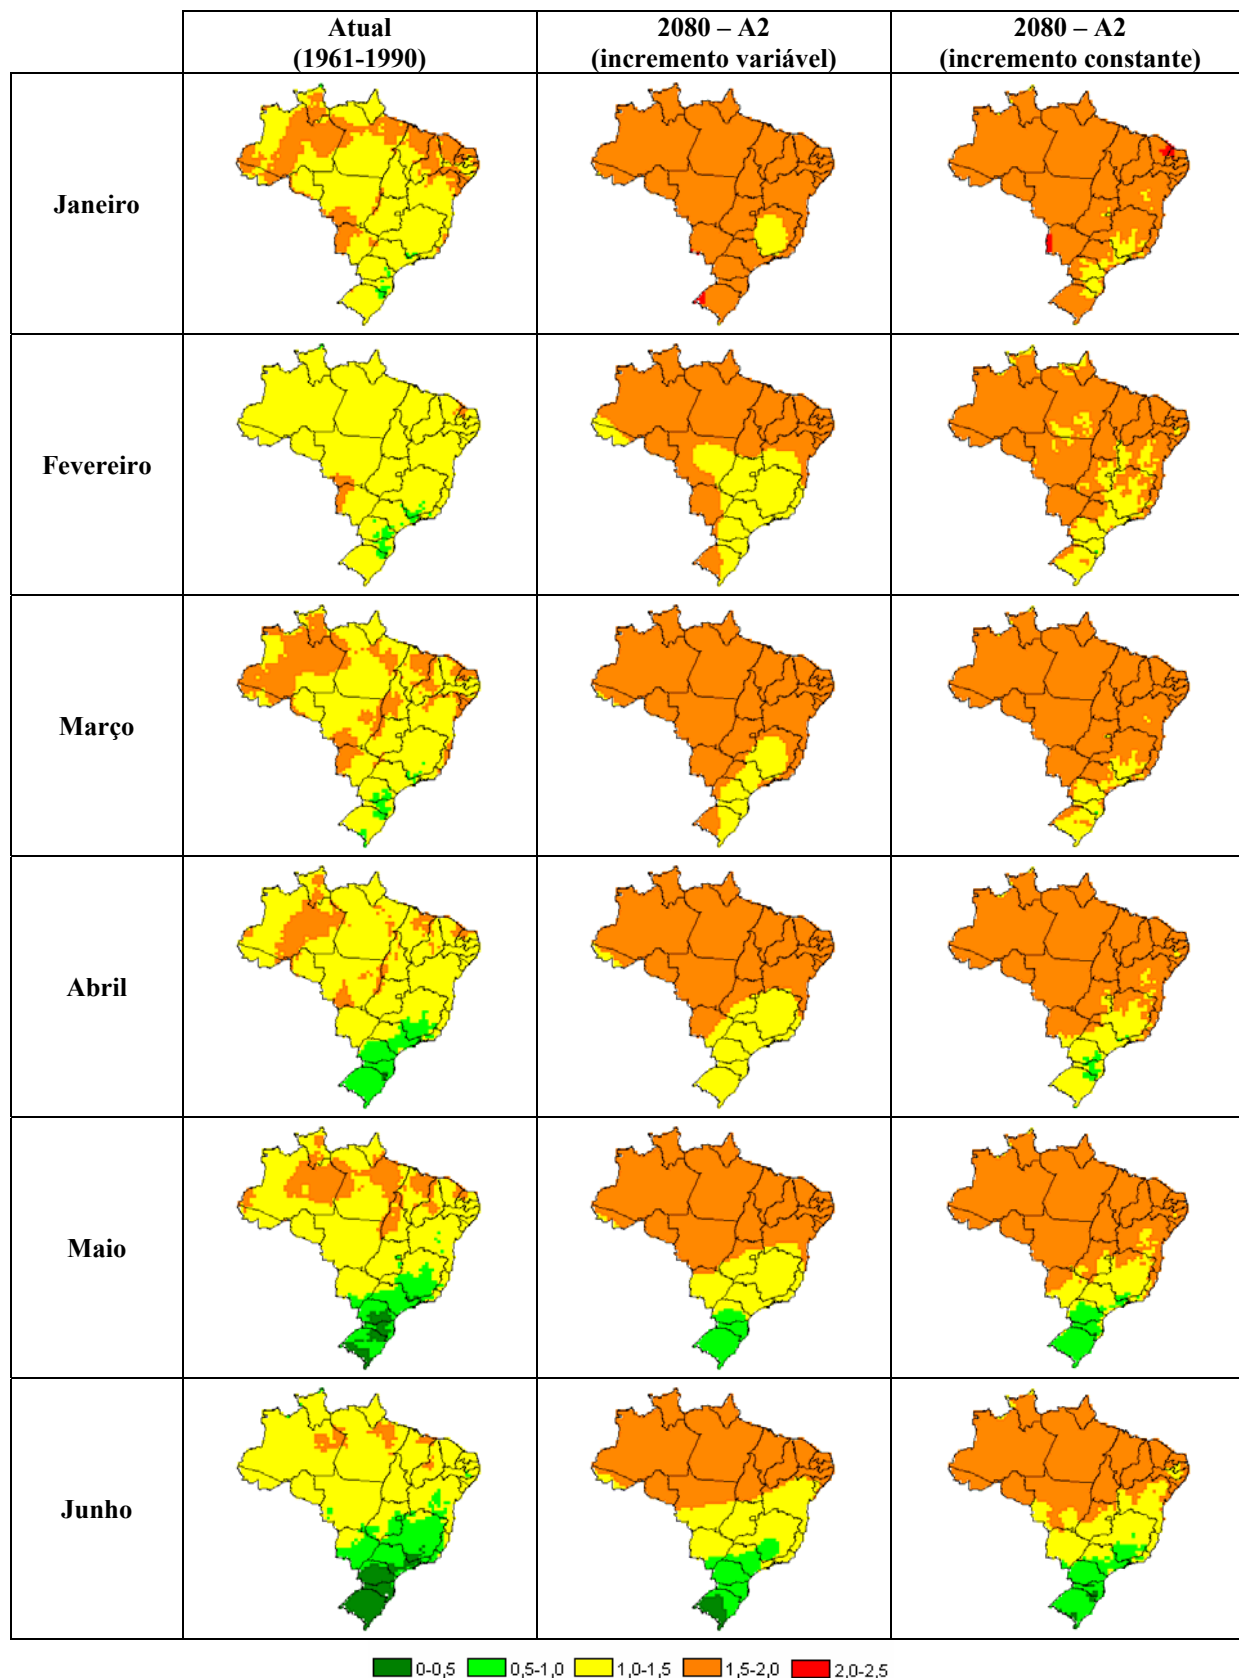 Atual
(1961-1990)
2080 – A2
(incremento variável)
2080 – A2
(incremento constante)
Janeiro
Fevereiro
Março
Abril
Maio
Junho
0-0,5 0,5-1,0 1,0-1,5 1,5-2,0 2,0-2,5